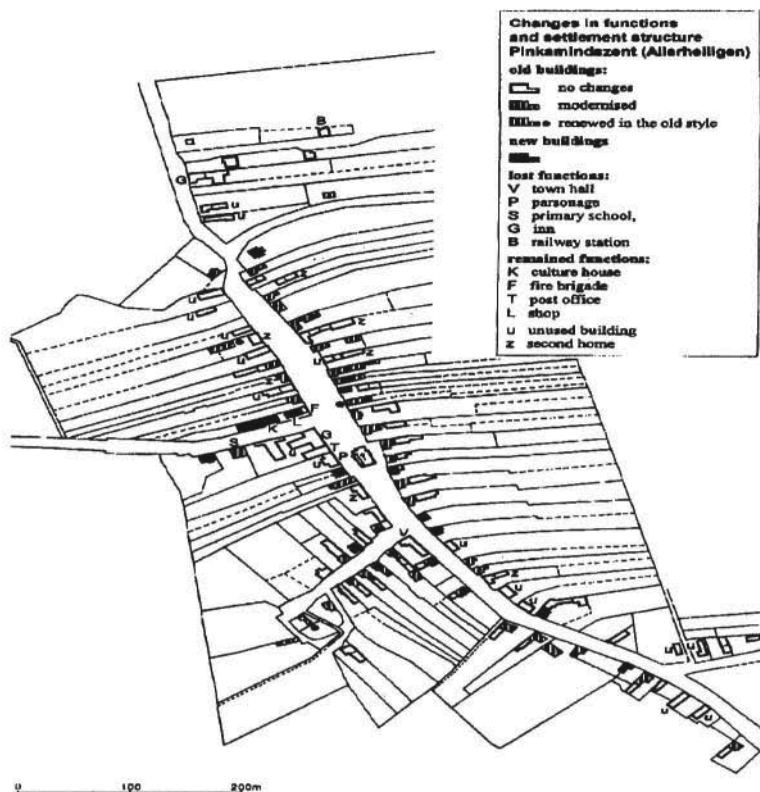 Changes in functions
and settlement structure
Pinkamindszent (Allerheiligen)
old buildings:
no changes
modernised
renewed in the old style
new buildings
lost functions:
V town hall
P parsonage
S primary school,
G inn
B railway station
remained functions:
K culture house
F fire brigade
T post office
L shop
u unused building
z second home
B
G
u
u
z
u
u
z
u
z
z
z
u
F
L
K
G
S
T
P
u
u
z
V
u
z
u
u
u
u
u
u
0 100 200m